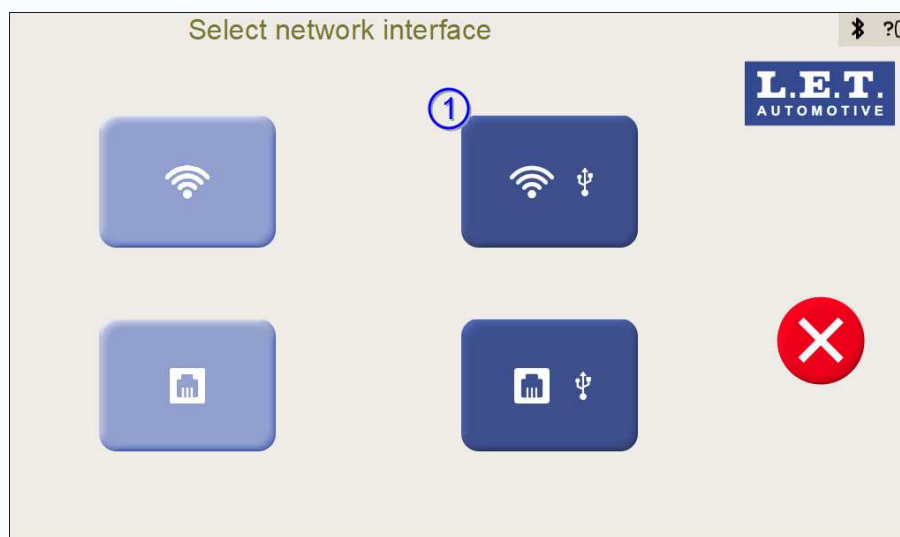 Select network interface
?(
1
L.E.T.
AUTOMOTIVE